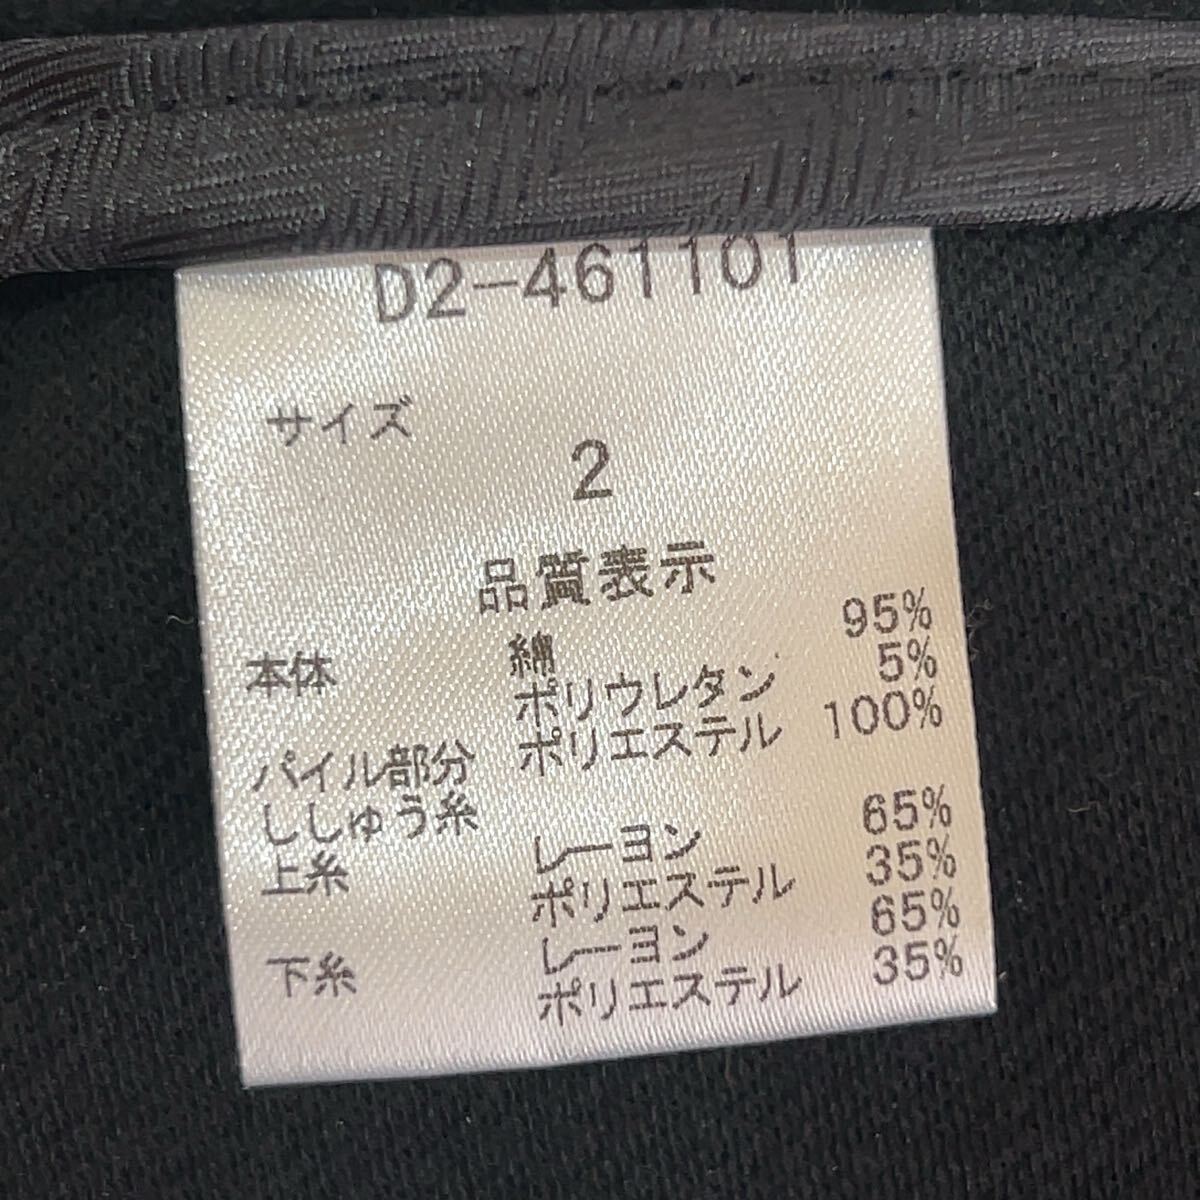 D2-461101
サイズ
2
品質表示
本体 綿 95%
ポリウレタン 5%
パイル部分 ポリエステル 100%
ししゅう糸
上糸 レーヨン 65%
ポリエステル 35%
下糸 レーヨン 65%
ポリエステル 35%